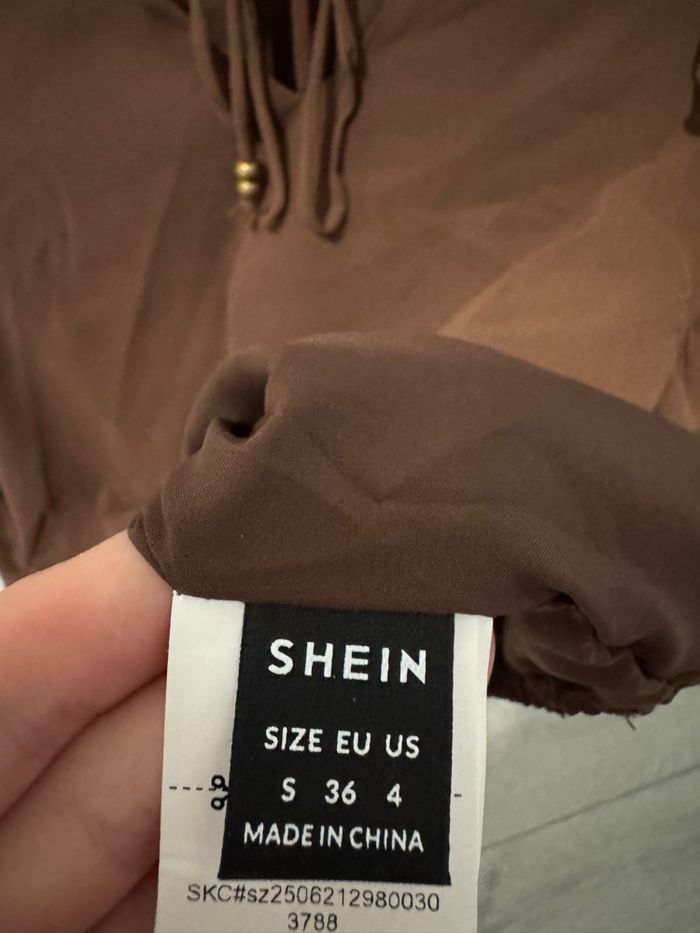 SHEIN
SIZE EU US
S 36 4
MADE IN CHINA
SKC#sz2506212980030
3788